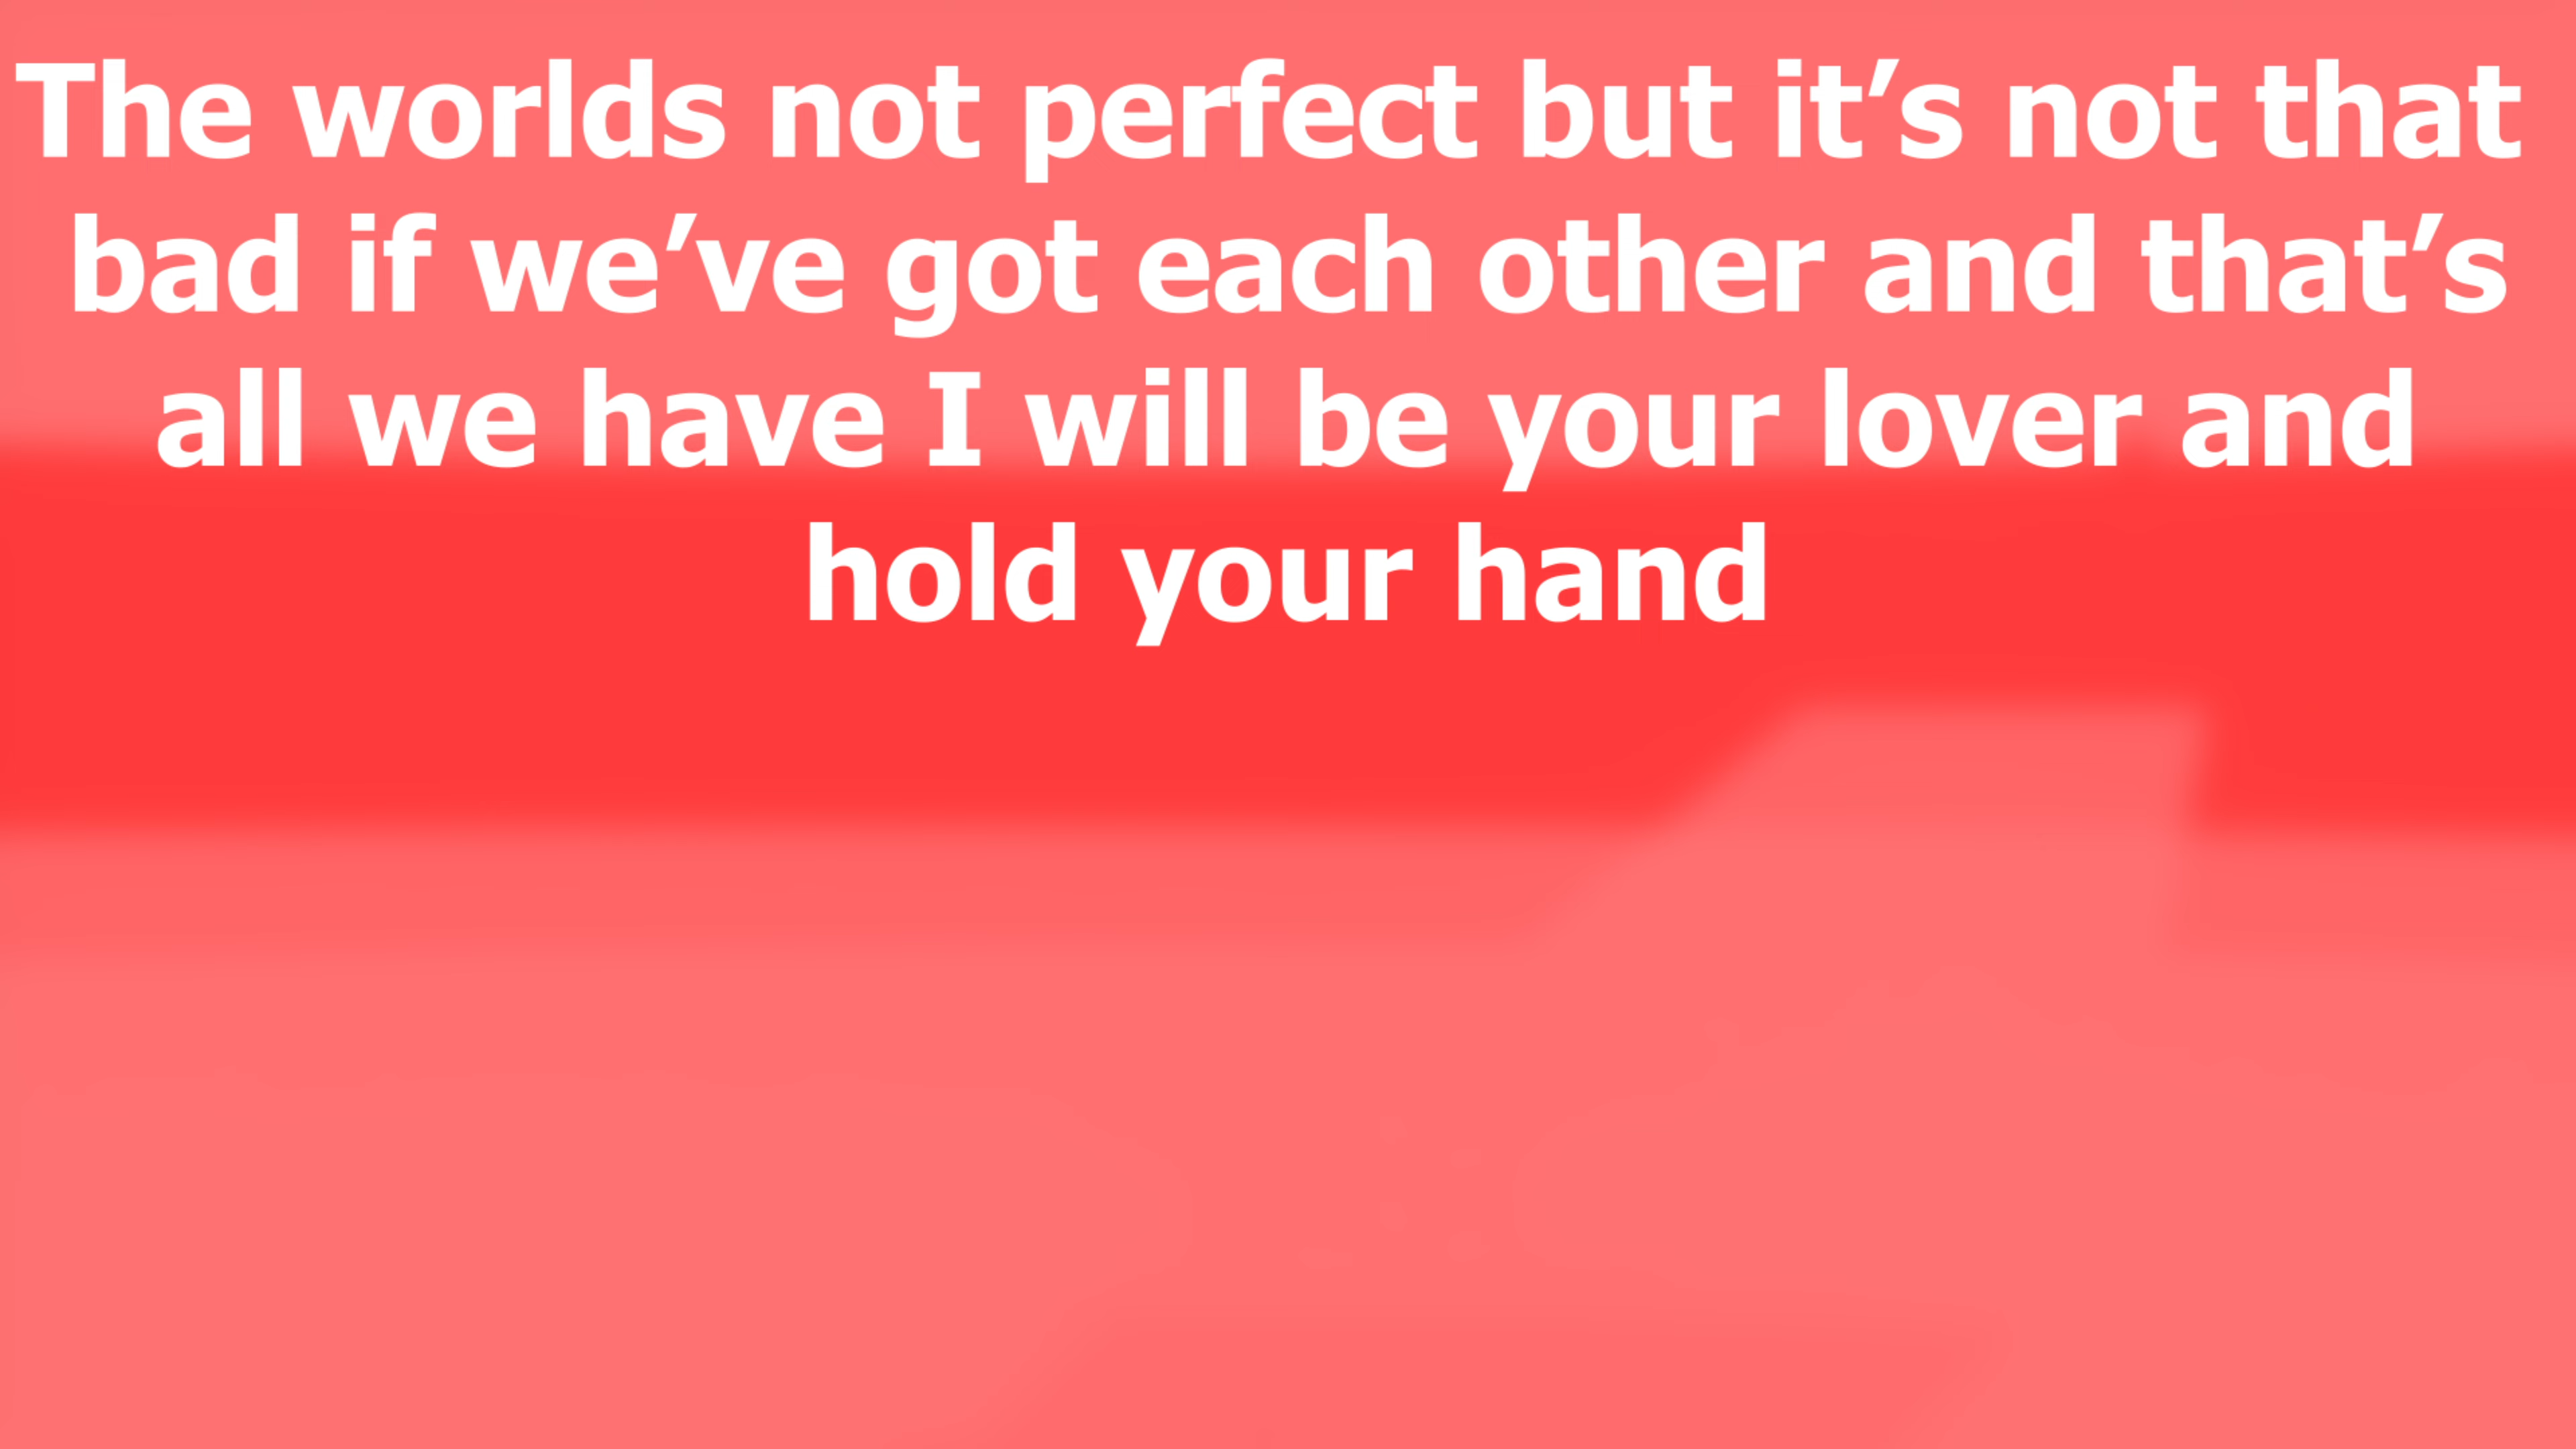 The worlds not perfect but it’s not that
bad if we’ve got each other and that’s
all we have I will be your lover and
hold your hand